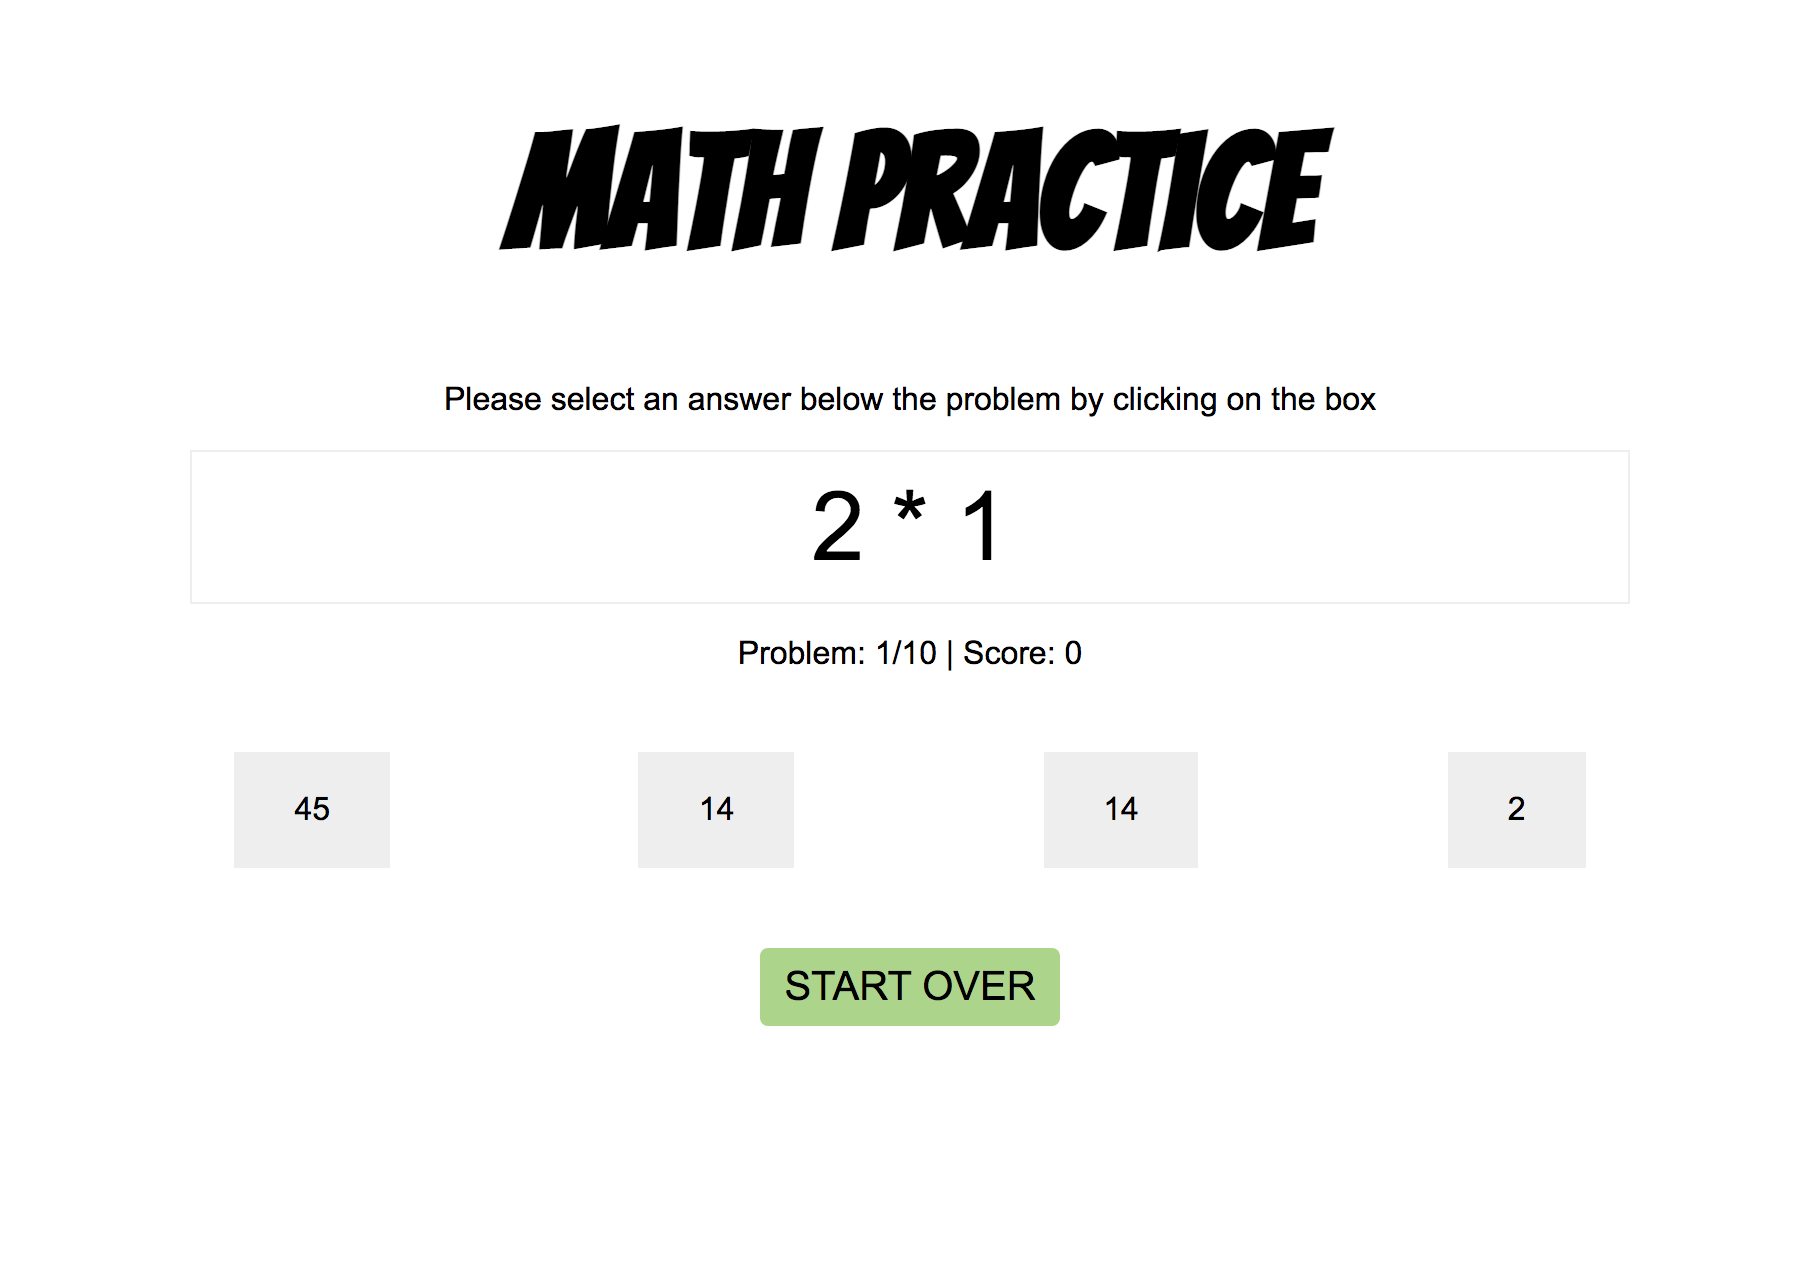 MATH PRACTICE
Please select an answer below the problem by clicking on the box
2 * 1
Problem: 1/10 | Score: 0
45 14 14 2
START OVER